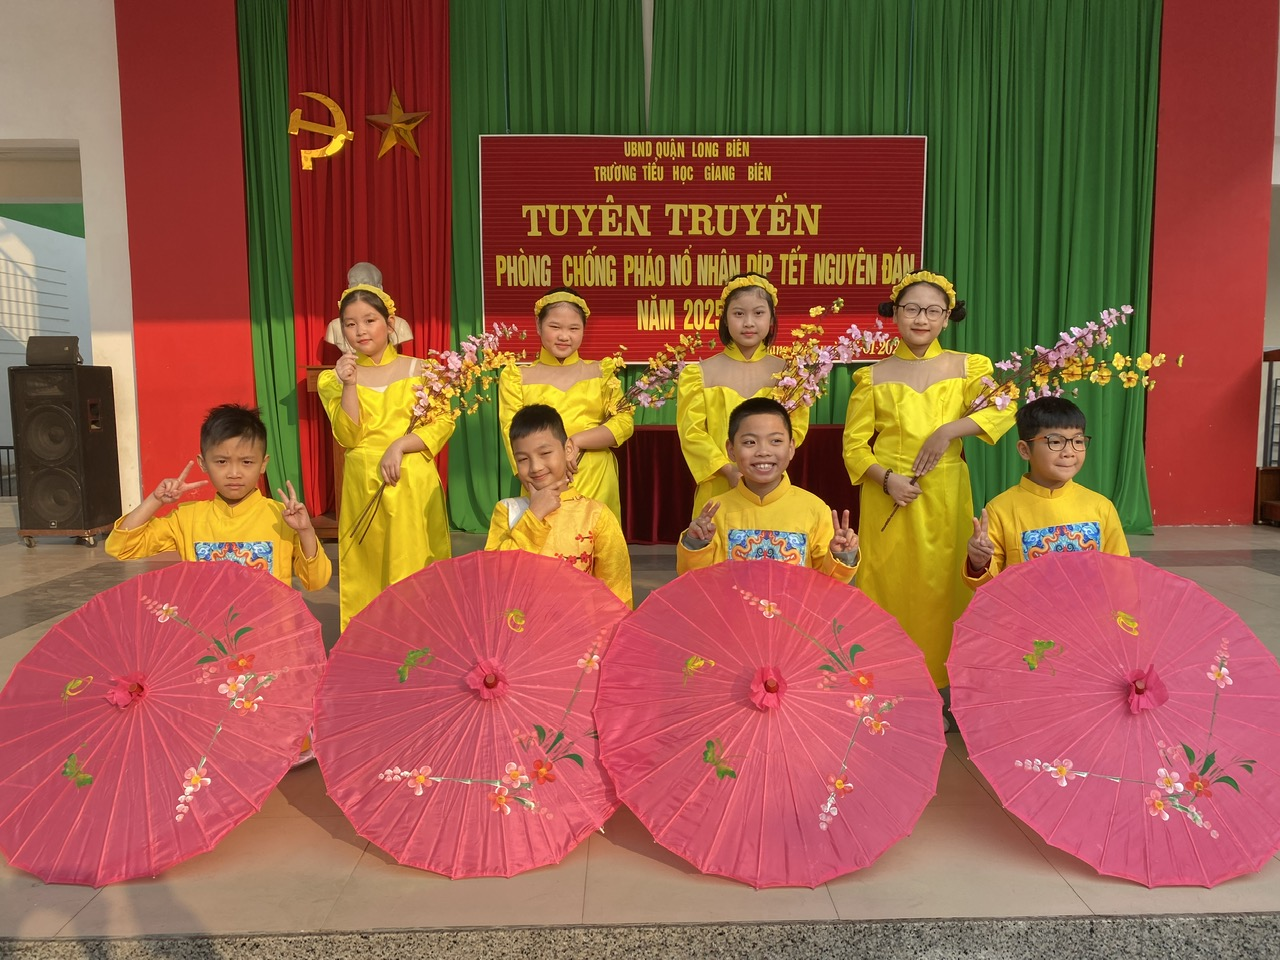 UBND QUẬN LONG BIÊN
TRƯỜNG TIỂU HỌC GIANG BIÊN
TUYÊN TRUYỀN
PHÒNG CHỐNG PHÁO NỔ NHÂN DỊP TẾT NGUYÊN ĐÁN
NĂM 2025